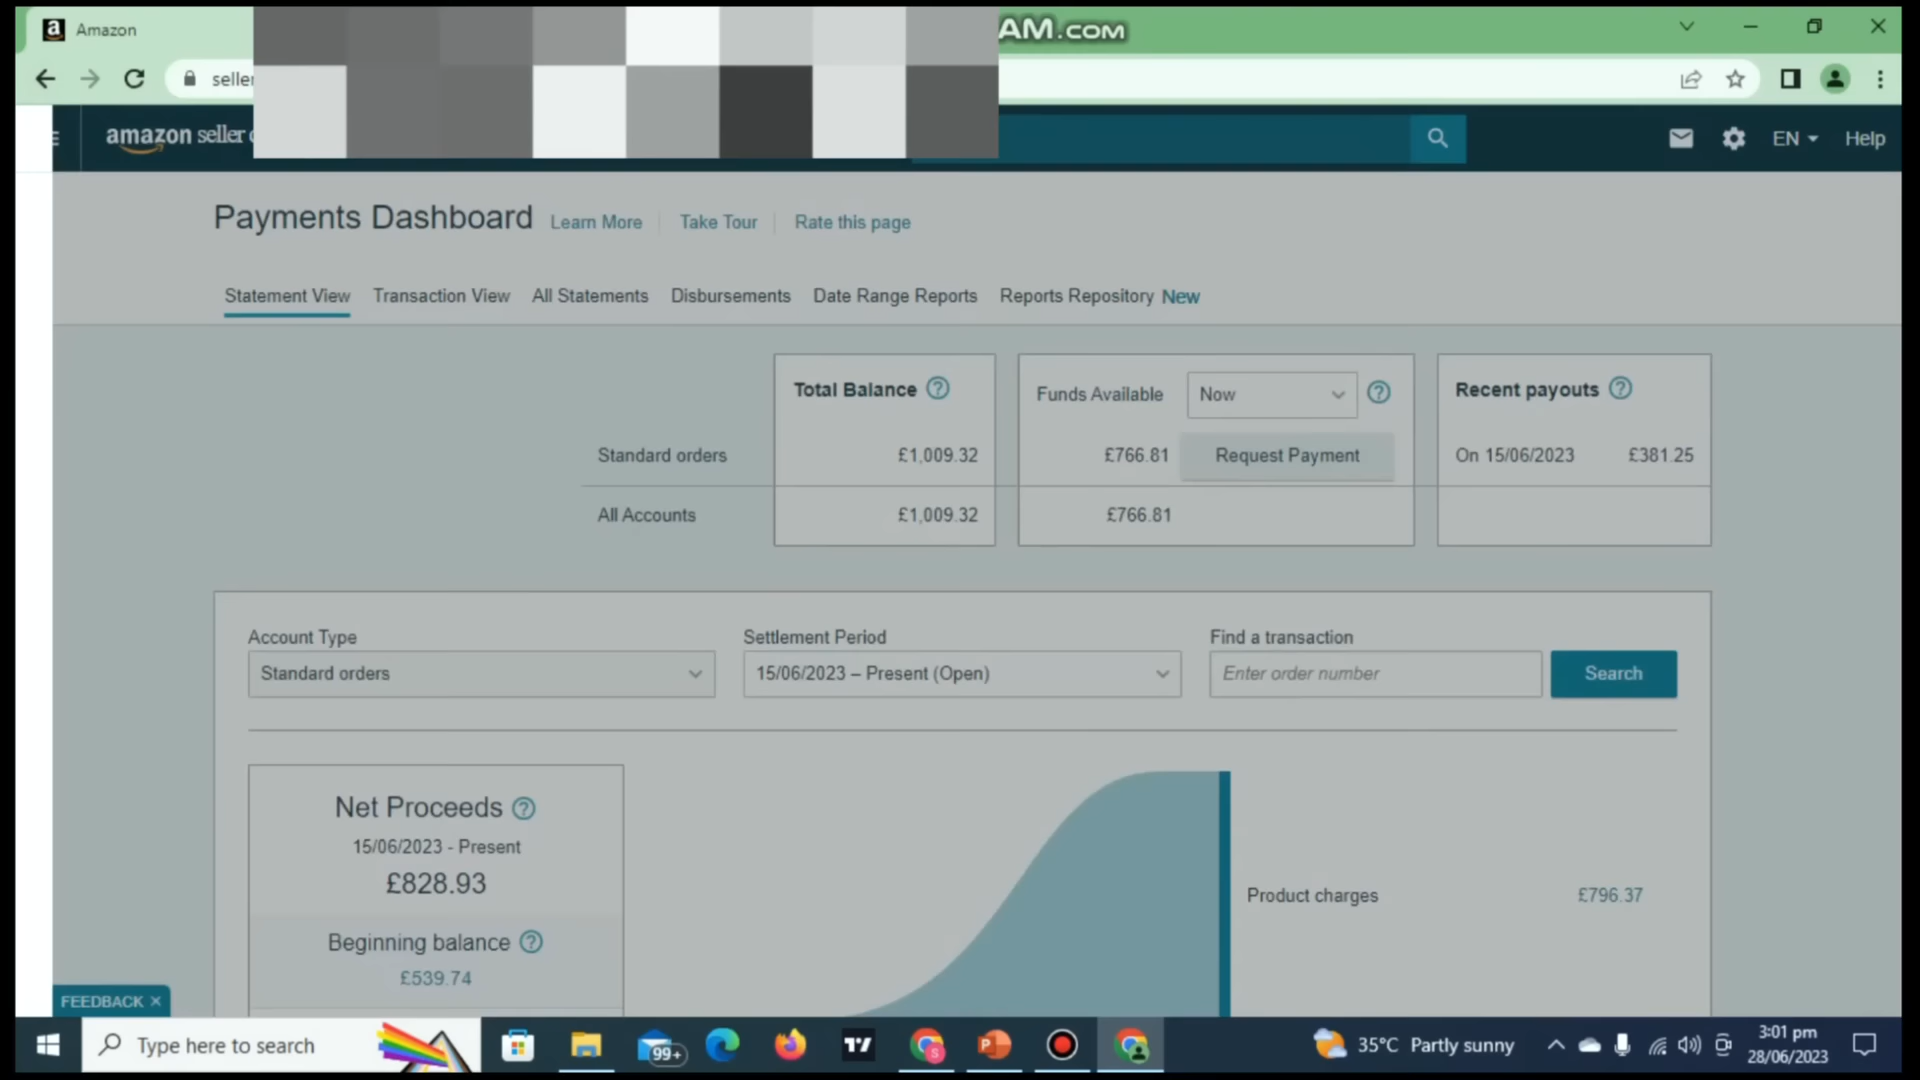 Amazon
AM.COM
seller
amazon seller
EN
Help
Payments Dashboard Learn More Take Tour Rate this page
Statement View Transaction View All Statements Disbursements Date Range Reports Reports Repository New
Total Balance Funds Available Now Recent payouts
Standard orders £1,009.32 £766.81 Request Payment On 15/06/2023 £381.25
All Accounts £1,009.32 £766.81
Account Type Settlement Period Find a transaction
Standard orders 15/06/2023 – Present (Open) Enter order number Search
Net Proceeds
15/06/2023 - Present
£828.93
Product charges £796.37
Beginning balance
£539.74
FEEDBACK ×
Type here to search 99+ 35°C Partly sunny 3:01 pm
28/06/2023